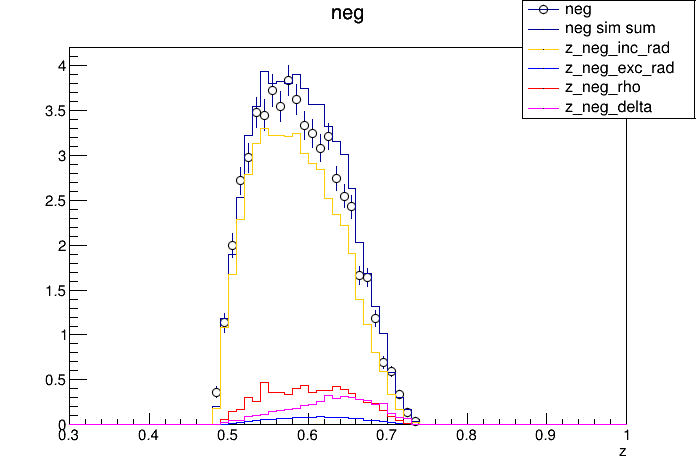 neg
neg
neg sim sum
z_neg_inc_rad
z_neg_exc_rad
z_neg_rho
z_neg_delta
4
3.5
3
2.5
2
1.5
1
0.5
0
0.3 0.4 0.5 0.6 0.7 0.8 0.9 1
z